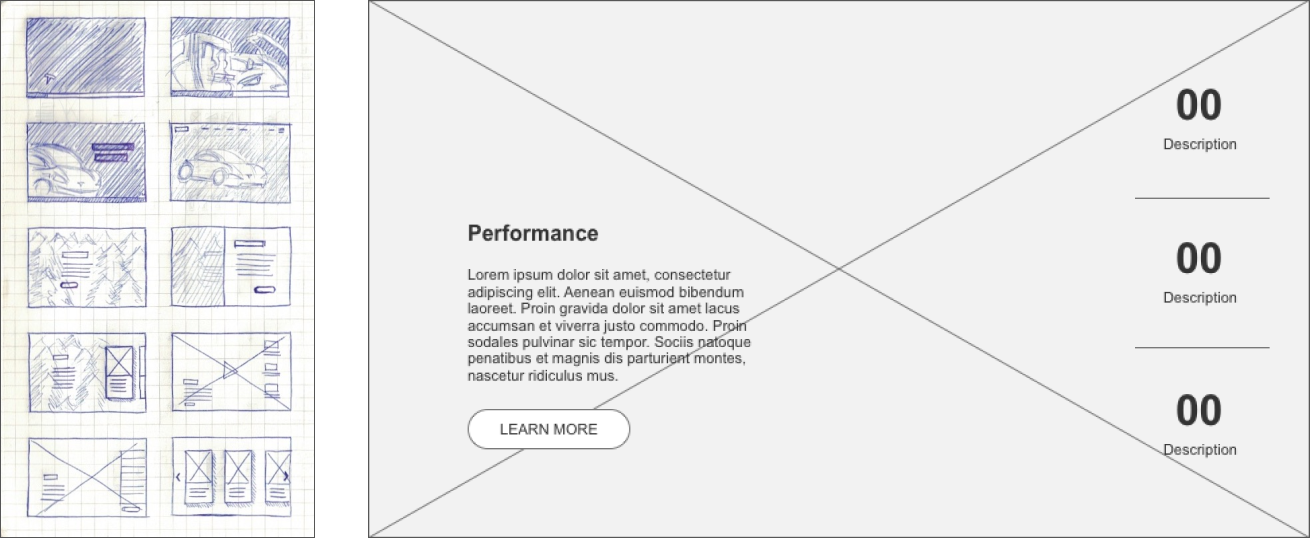 Performance
Lorem ipsum dolor sit amet, consectetur
adipiscing elit. Aenean euismod bibendum
laoreet. Proin gravida dolor sit amet lacus
accumsan et viverra justo commodo. Proin
sodales pulvinar sic tempor. Sociis natoque
penatibus et magnis dis parturient montes,
nascetur ridiculus mus.
LEARN MORE
00
Description
00
Description
00
Description